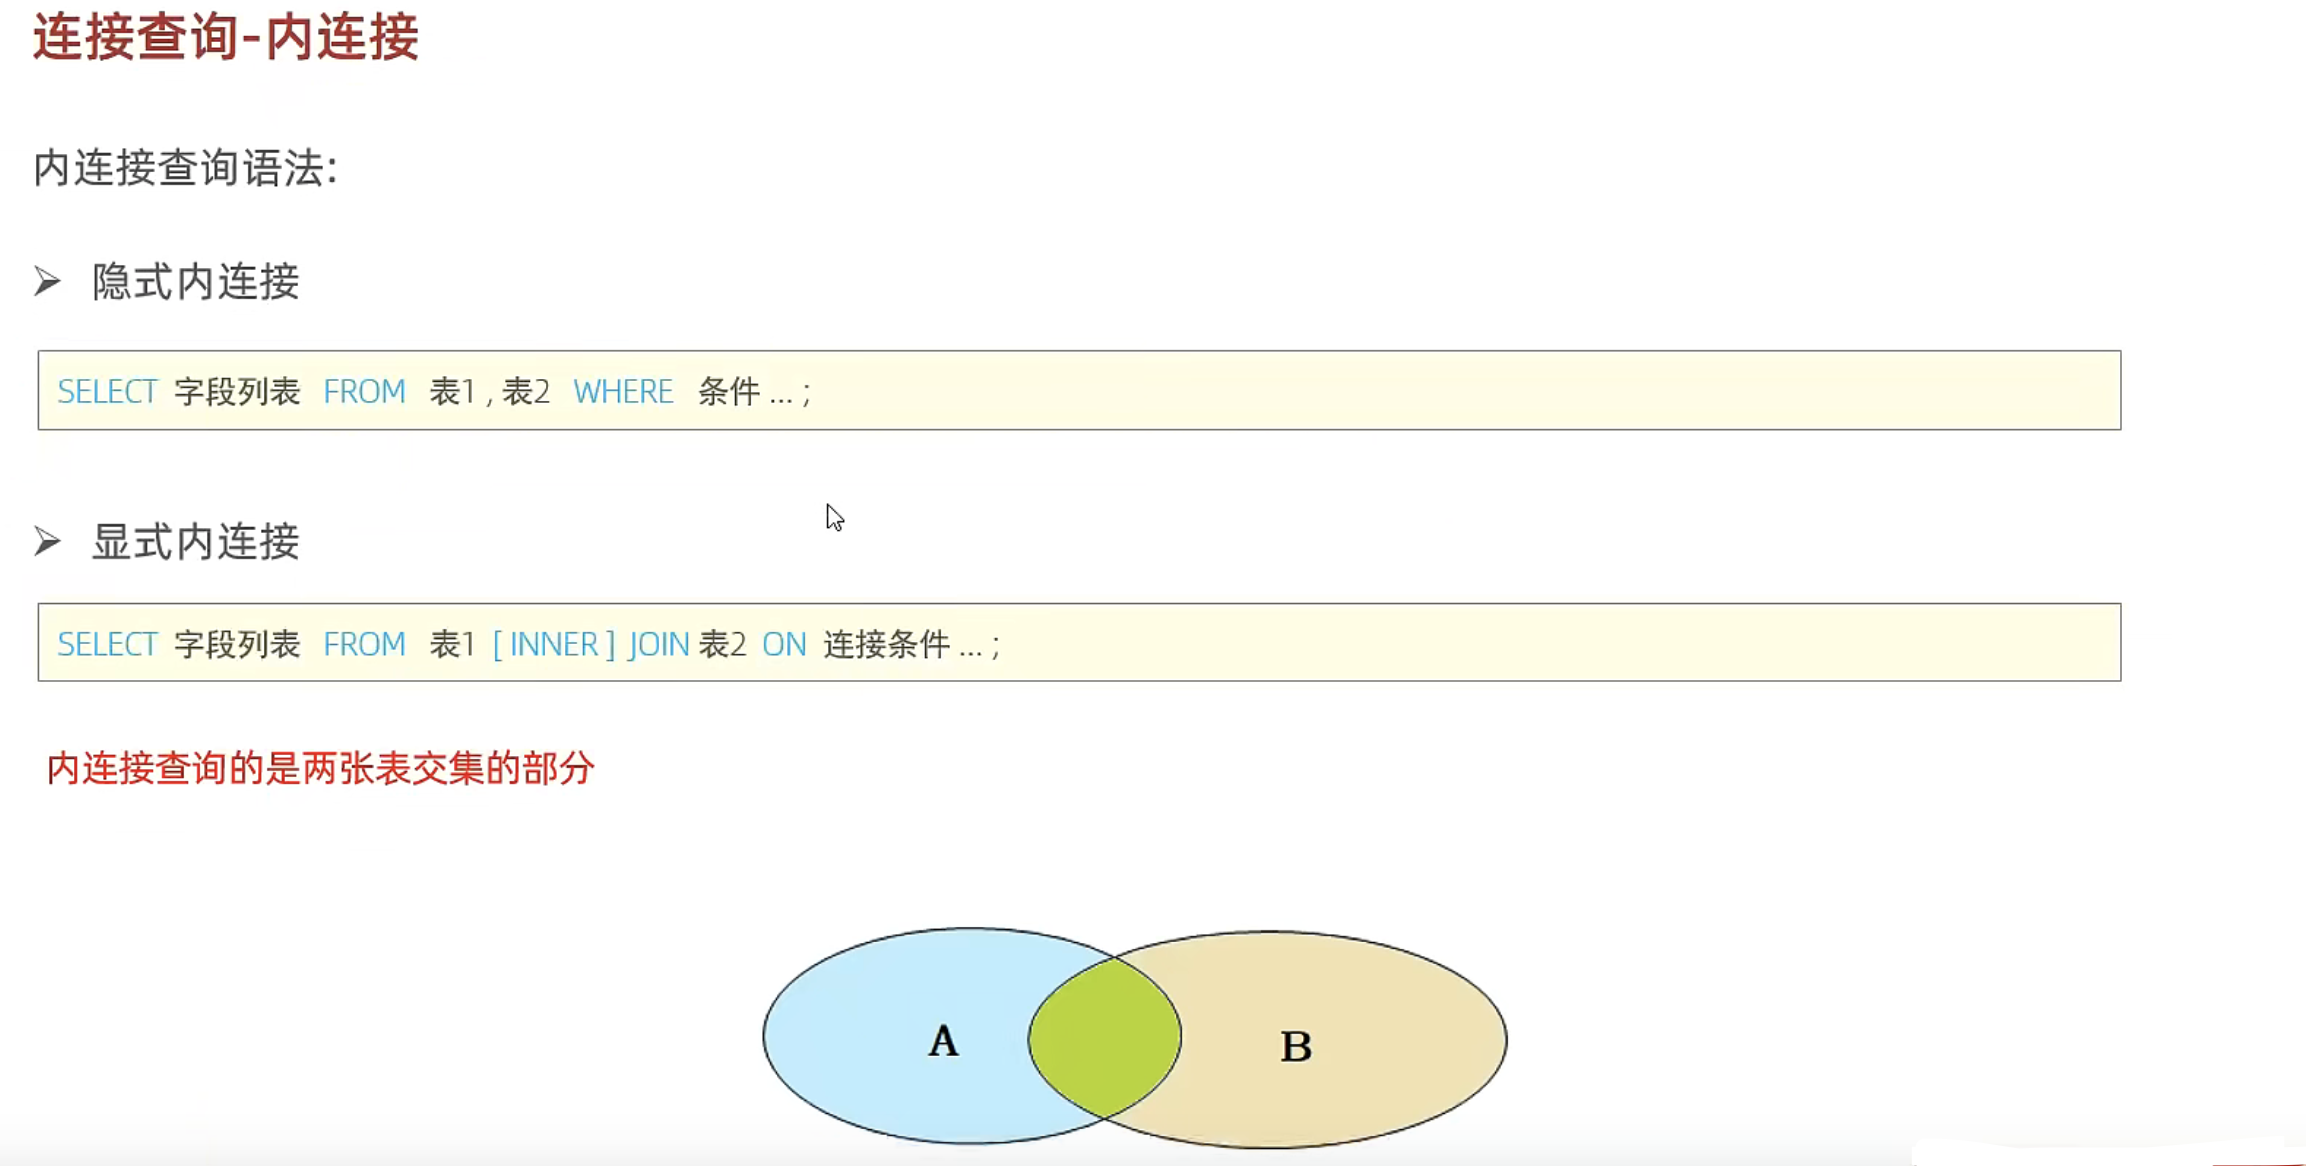 连接查询-内连接
内连接查询语法:
➢ 隐式内连接
SELECT 字段列表 FROM 表1 , 表2 WHERE 条件 ... ;
➢ 显式内连接
SELECT 字段列表 FROM 表1 [ INNER ] JOIN 表2 ON 连接条件 ... ;
内连接查询的是两张表交集的部分
A
B